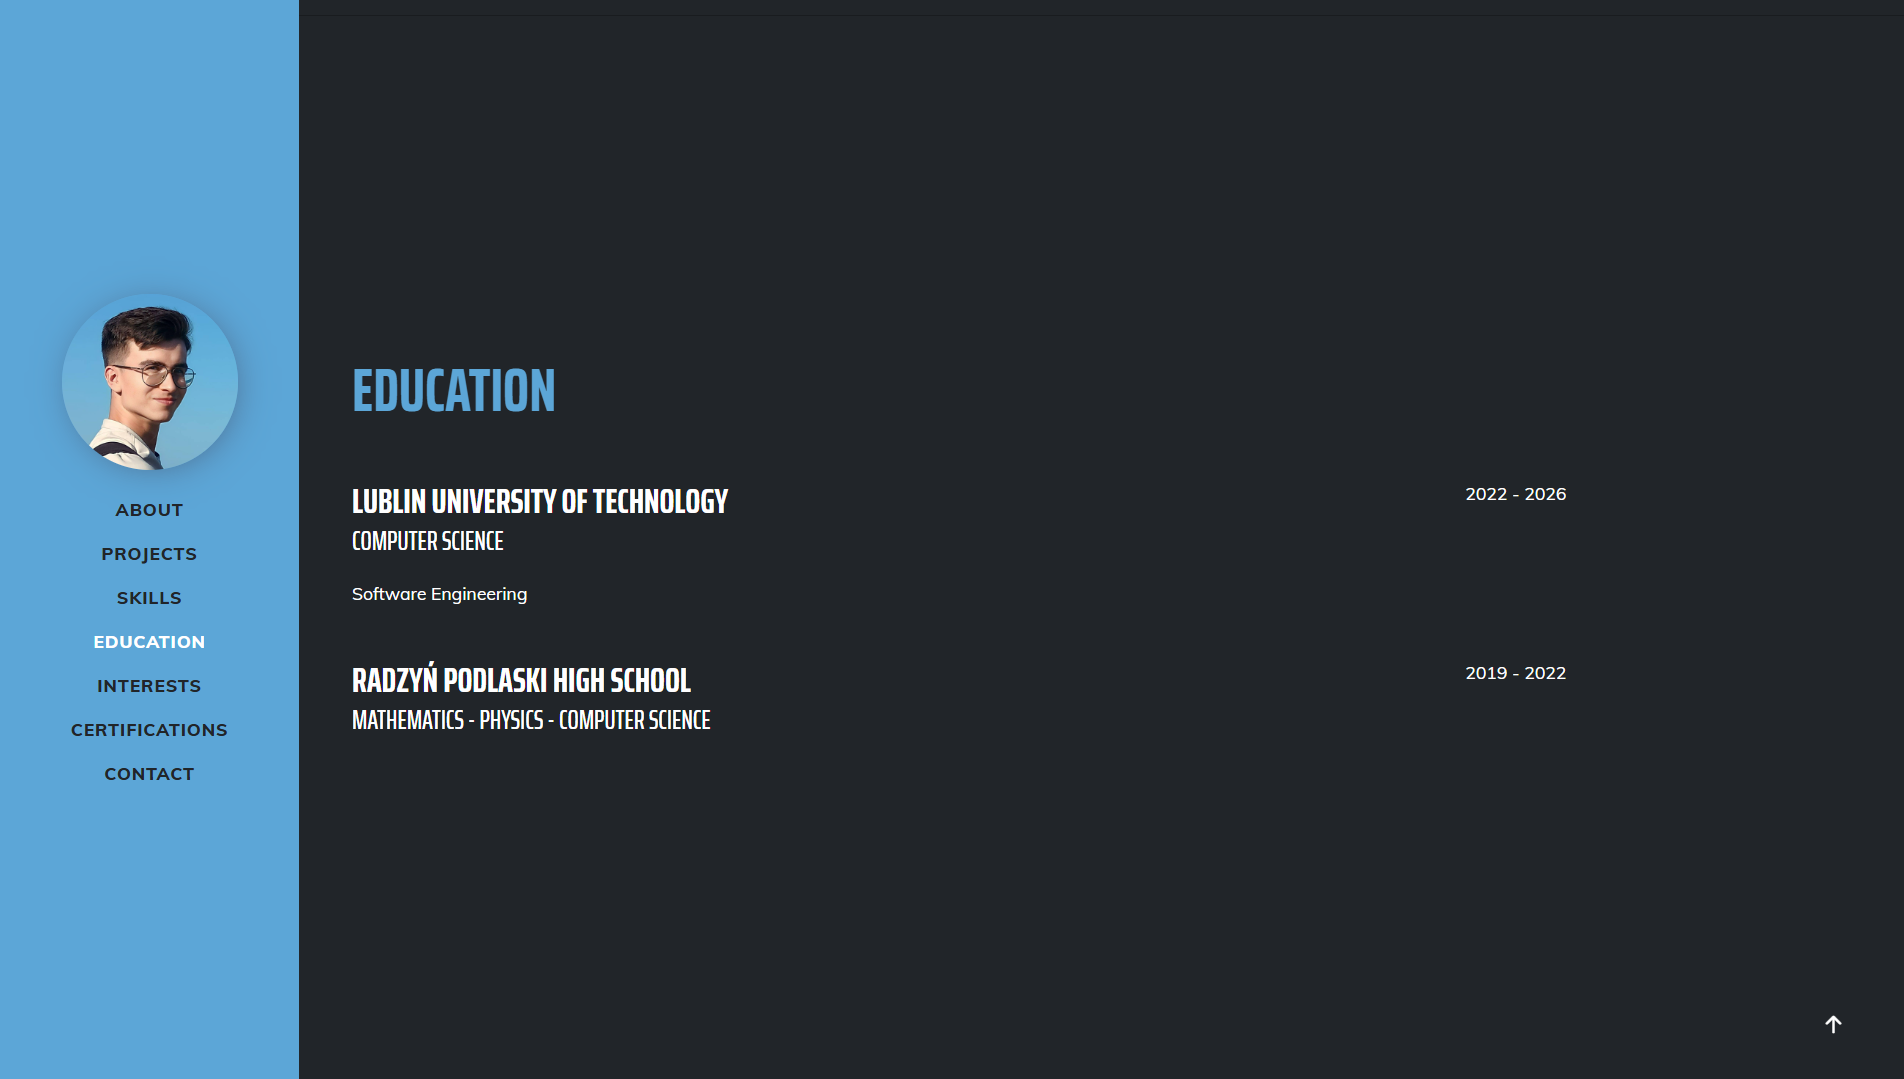 ABOUT
PROJECTS
SKILLS
EDUCATION
INTERESTS
CERTIFICATIONS
CONTACT
EDUCATION
LUBLIN UNIVERSITY OF TECHNOLOGY
2022 - 2026
COMPUTER SCIENCE
Software Engineering
RADZYŃ PODLASKI HIGH SCHOOL
2019 - 2022
MATHEMATICS - PHYSICS - COMPUTER SCIENCE